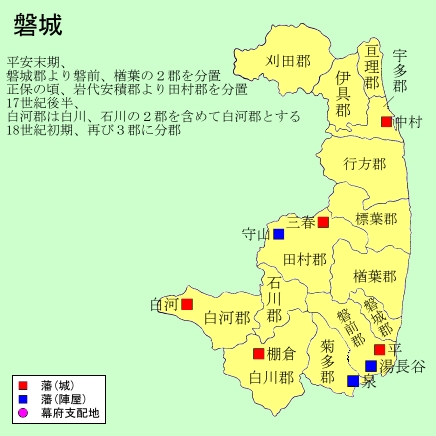 磐城
平安末期、
磐城郡より磐前、楢葉の２郡を分置
正保の頃、岩代安積郡より田村郡を分置
17世紀後半、
白河郡は白川、石川の２郡を含めて白河郡とする
18世紀初期、再び３郡に分郡
刈田郡
亘理郡
伊具郡
宇多郡
中村
行方郡
標葉郡
三春
守山
田村郡
楢葉郡
石川郡
白河
白河郡
磐城郡
磐前郡
菊多郡
棚倉
白川郡
平
湯長谷
泉
藩(城)
藩(陣屋)
幕府支配地